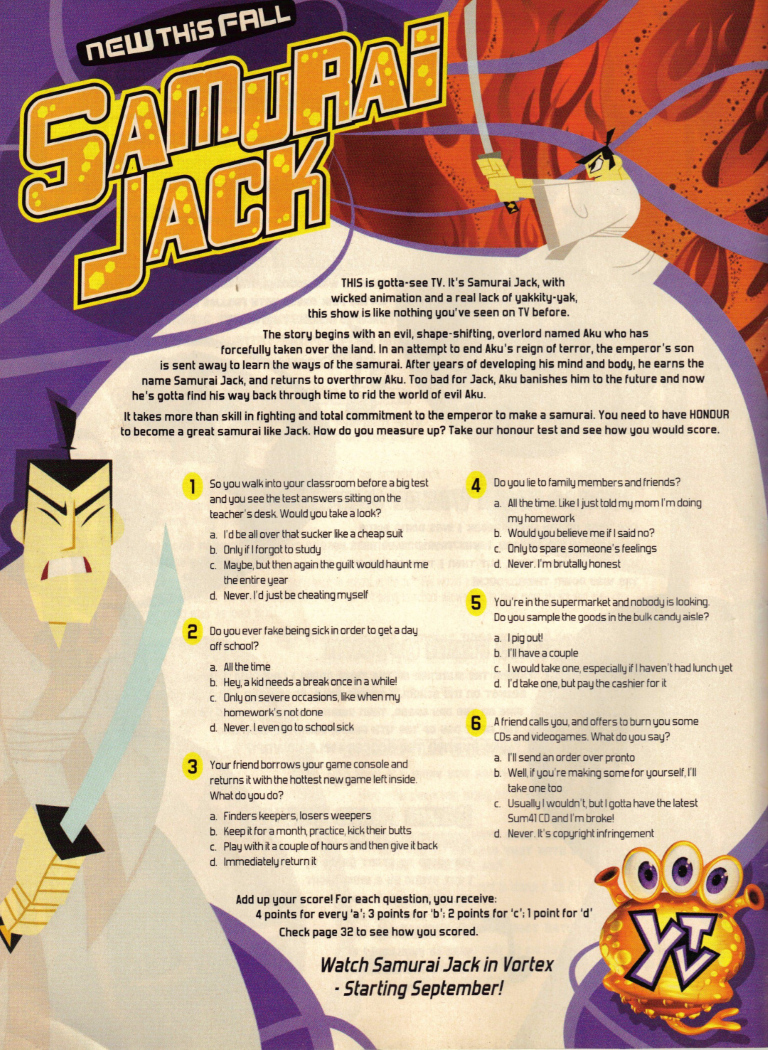 NEW THIS FALL
SAMURAI
JACK
THIS is gotta-see TV. It's Samurai Jack, with
wicked animation and a real lack of yakkity-yak,
this show is like nothing you've seen on TV before.
The story begins with an evil, shape-shifting, overlord named Aku who has
forcefully taken over the land. In an attempt to end Aku's reign of terror, the emperor's son
is sent away to learn the ways of the samurai. After years of developing his mind and body, he earns the
name Samurai Jack, and returns to overthrow Aku. Too bad for Jack, Aku banishes him to the future and now
he's gotta find his way back through time to rid the world of evil Aku.
It takes more than skill in fighting and total commitment to the emperor to make a samurai. You need to have HONOUR
to become a great samurai like Jack. How do you measure up? Take our honour test and see how you would score.
1 So you walk into your classroom before a big test
and you see the test answers sitting on the
teacher's desk. Would you take a look?
a. I'd be all over that sucker like a cheap suit
b. Only if I forgot to study
c. Maybe, but then again the guilt would haunt me
the entire year
d. Never. I'd just be cheating myself
2 Do you ever fake being sick in order to get a day
off school?
a. All the time
b. Hey, a kid needs a break once in a while!
c. Only on severe occasions, like when my
homework's not done
d. Never. I even go to school sick
3 Your friend borrows your game console and
returns it with the hottest new game left inside.
What do you do?
a. Finders keepers, losers weepers
b. Keep it for a month, practice, kick their butts
c. Play with it a couple of hours and then give it back
d. Immediately return it
4 Do you lie to family members and friends?
a. All the time. Like I just told my mom I'm doing
my homework
b. Would you believe me if I said no?
c. Only to spare someone's feelings
d. Never. I'm brutally honest
5 You're in the supermarket and nobody is looking.
Do you sample the goods in the bulk candy aisle?
a. I pig out!
b. I'll have a couple
c. I would take one, especially if I haven't had lunch yet
d. I'd take one, but pay the cashier for it
6 A friend calls you, and offers to burn you some
CDs and videogames. What do you say?
a. I'll send an order over pronto
b. Well, if you're making some for yourself, I'll
take one too
c. Usually I wouldn't, but I gotta have the latest
Sum41 CD and I'm broke!
d. Never. It's copyright infringement
Add up your score! For each question, you receive:
4 points for every 'a'; 3 points for 'b'; 2 points for 'c'; 1 point for 'd'
Check page 32 to see how you scored.
Watch Samurai Jack in Vortex
- Starting September!
YTV